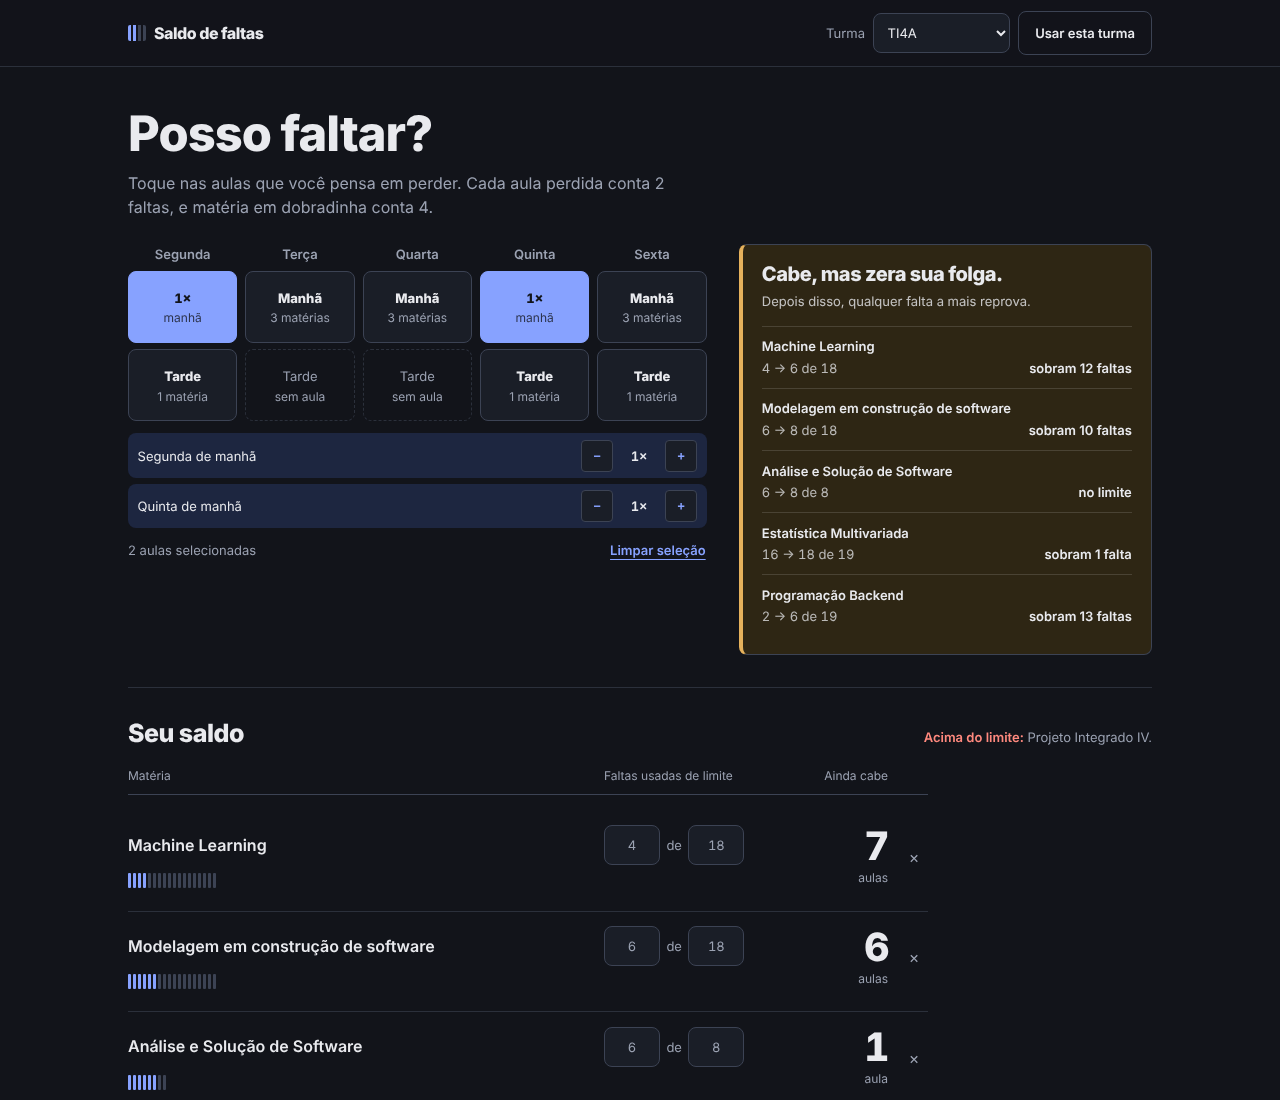 Saldo de faltas
Turma
TI4A
Usar esta turma
Posso faltar?
Toque nas aulas que você pensa em perder. Cada aula perdida conta 2
faltas, e matéria em dobradinha conta 4.
Segunda Terça Quarta Quinta Sexta
1× Manhã Manhã 1× Manhã
manhã 3 matérias 3 matérias manhã 3 matérias
Tarde Tarde Tarde Tarde Tarde
1 matéria sem aula sem aula 1 matéria 1 matéria
Segunda de manhã − 1× +
Quinta de manhã − 1× +
2 aulas selecionadas Limpar seleção
Cabe, mas zera sua folga.
Depois disso, qualquer falta a mais reprova.
Machine Learning
4 → 6 de 18 sobram 12 faltas
Modelagem em construção de software
6 → 8 de 18 sobram 10 faltas
Análise e Solução de Software
6 → 8 de 8 no limite
Estatística Multivariada
16 → 18 de 19 sobram 1 falta
Programação Backend
2 → 6 de 19 sobram 13 faltas
Seu saldo
Acima do limite: Projeto Integrado IV.
Matéria Faltas usadas de limite Ainda cabe
Machine Learning 4 de 18 7 ×
aulas
Modelagem em construção de software 6 de 18 6 ×
aulas
Análise e Solução de Software 6 de 8 1 ×
aula